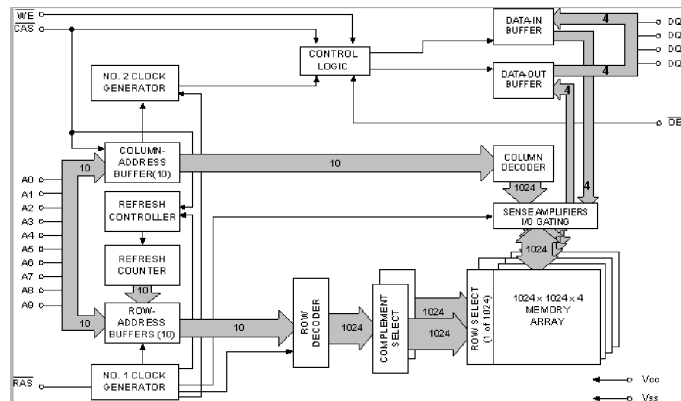 WE
CAS
NO. 2 CLOCK
GENERATOR
CONTROL
LOGIC
DATA-IN
BUFFER
DATA-OUT
BUFFER
4
4
4
4
DQ
DQ
DQ
DQ
OE
COLUMN-
ADDRESS
BUFFER(10)
10
10
COLUMN
DECODER
1024
SENSE AMPLIFIERS
I/O GATING
1024
A0
A1
A2
A3
A4
A5
A6
A7
A8
A9
REFRESH
CONTROLLER
REFRESH
COUNTER
10
10
ROW-
ADDRESS
BUFFERS (10)
10
ROW
DECODER
1024
COMPLEMENT
SELECT
1024
1024
ROW SELECT
(1 of 1024)
1024 x 1024 x 4
MEMORY
ARRAY
RAS
NO. 1 CLOCK
GENERATOR
Vcc
Vss